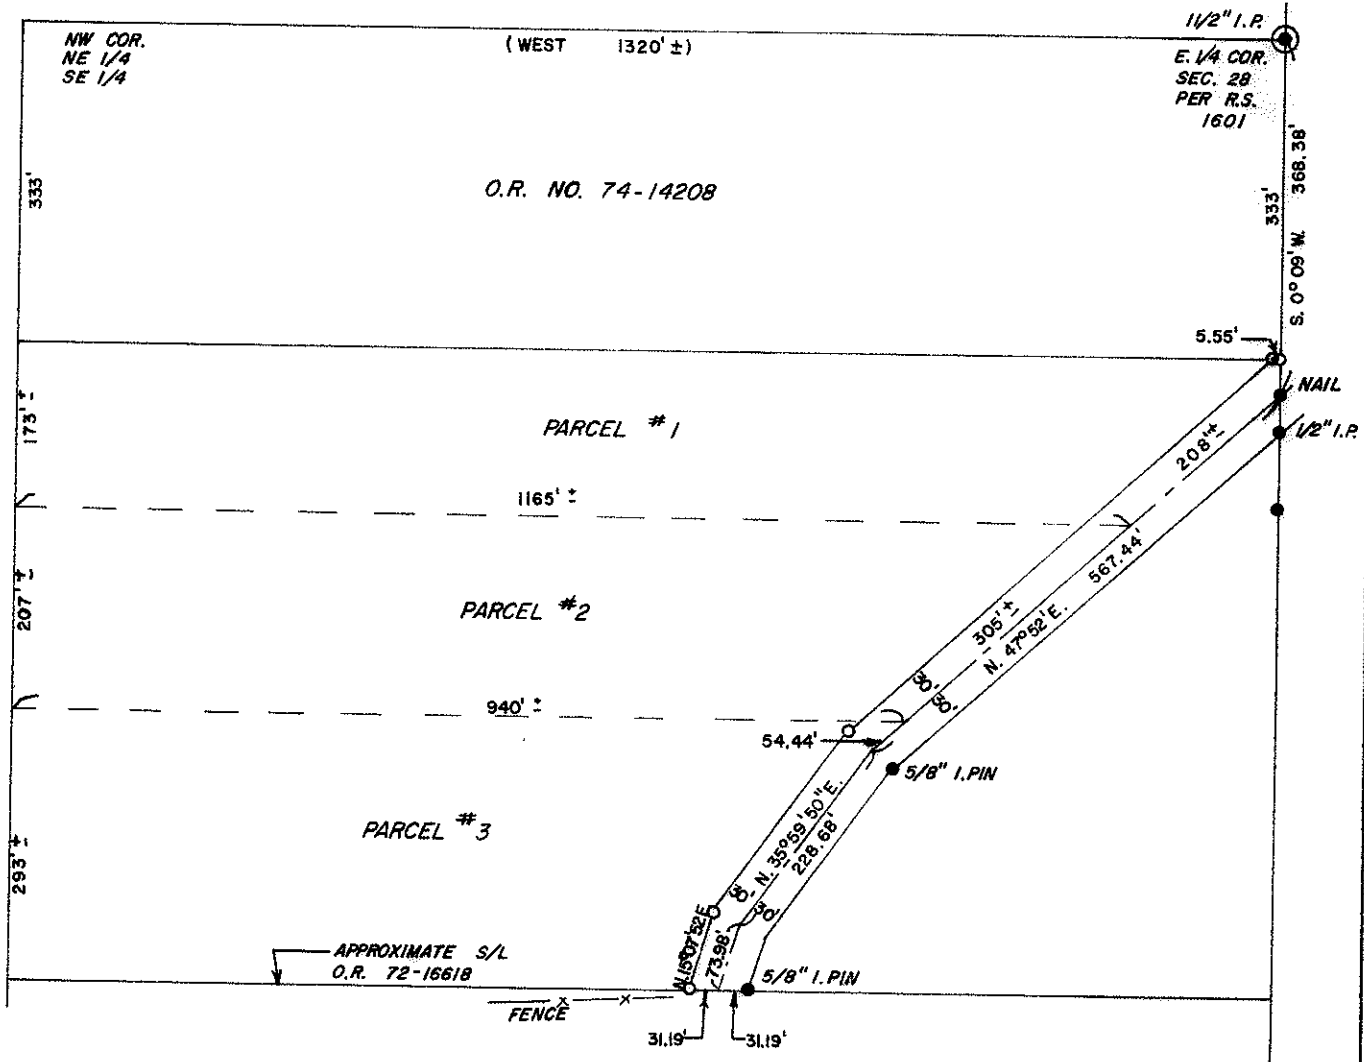 1 1/2" I.P.
NW COR.
NE 1/4
SE 1/4
(WEST 1320' ±)
E. 1/4 COR.
SEC. 28
PER R.S.
1601
333'
O.R. NO. 74-14208
333'
S. 0° 09' W. 368.38'
5.55'
NAIL
1/2" I.P.
173' ±
PARCEL #1
208' ±
1165' ±
567.44'
207' ±
PARCEL #2
305' ±
N. 47° 52' E.
30'
30'
940' ±
54.44'
5/8" I.PIN
PARCEL #3
N. 35° 59' 50" E.
228.68'
293' ±
30'
30'
N. 15° 07' 52 E
73.98'
APPROXIMATE S/L
O.R. 72-16618
5/8" I.PIN
FENCE
31.19'
31.19'